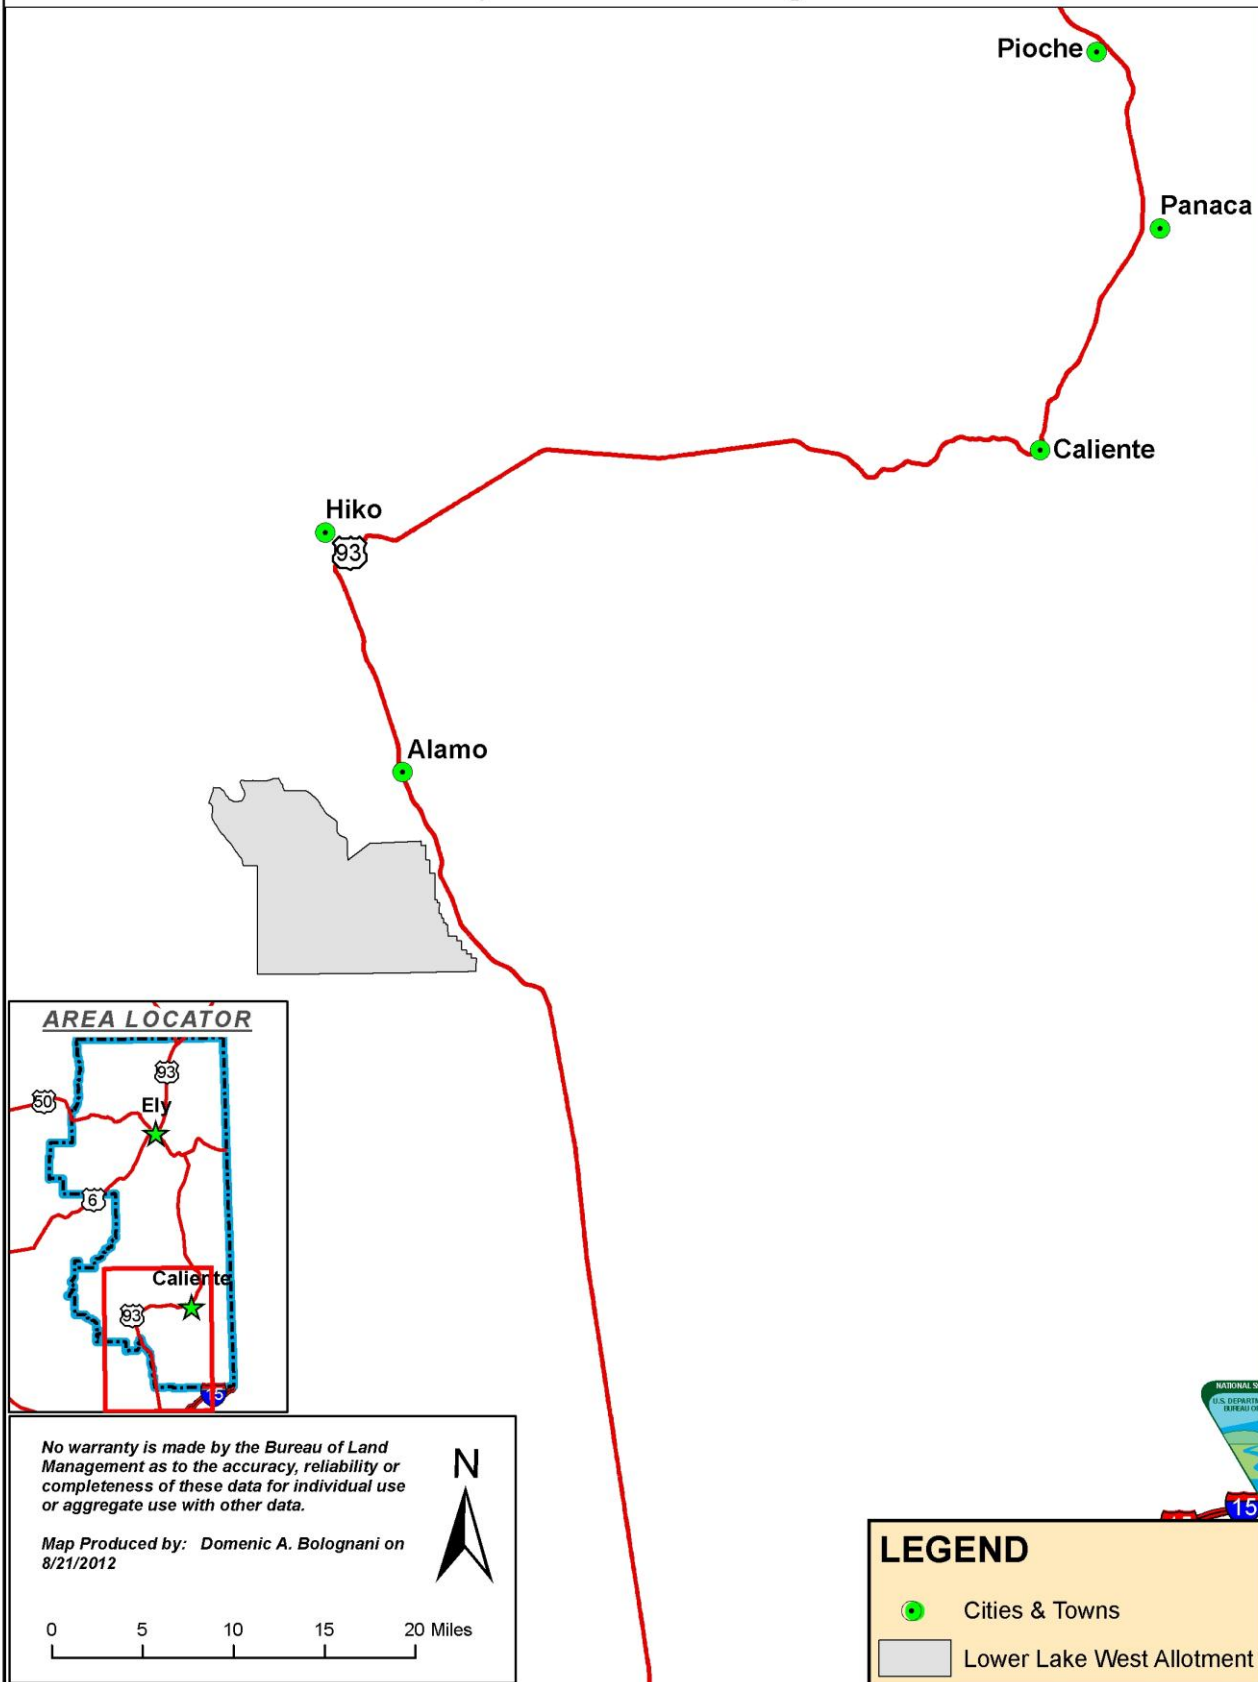 Pioche
Panaca
Caliente
Hiko
93
Alamo
AREA LOCATOR
93
50
Ely
6
Caliente
93
15
No warranty is made by the Bureau of Land
Management as to the accuracy, reliability or
completeness of these data for individual use
or aggregate use with other data.
Map Produced by: Domenic A. Bolognani on
8/21/2012
N
0 5 10 15 20 Miles
NATIONAL
U.S.
BUREAU
15
LEGEND
Cities & Towns
Lower Lake West Allotment